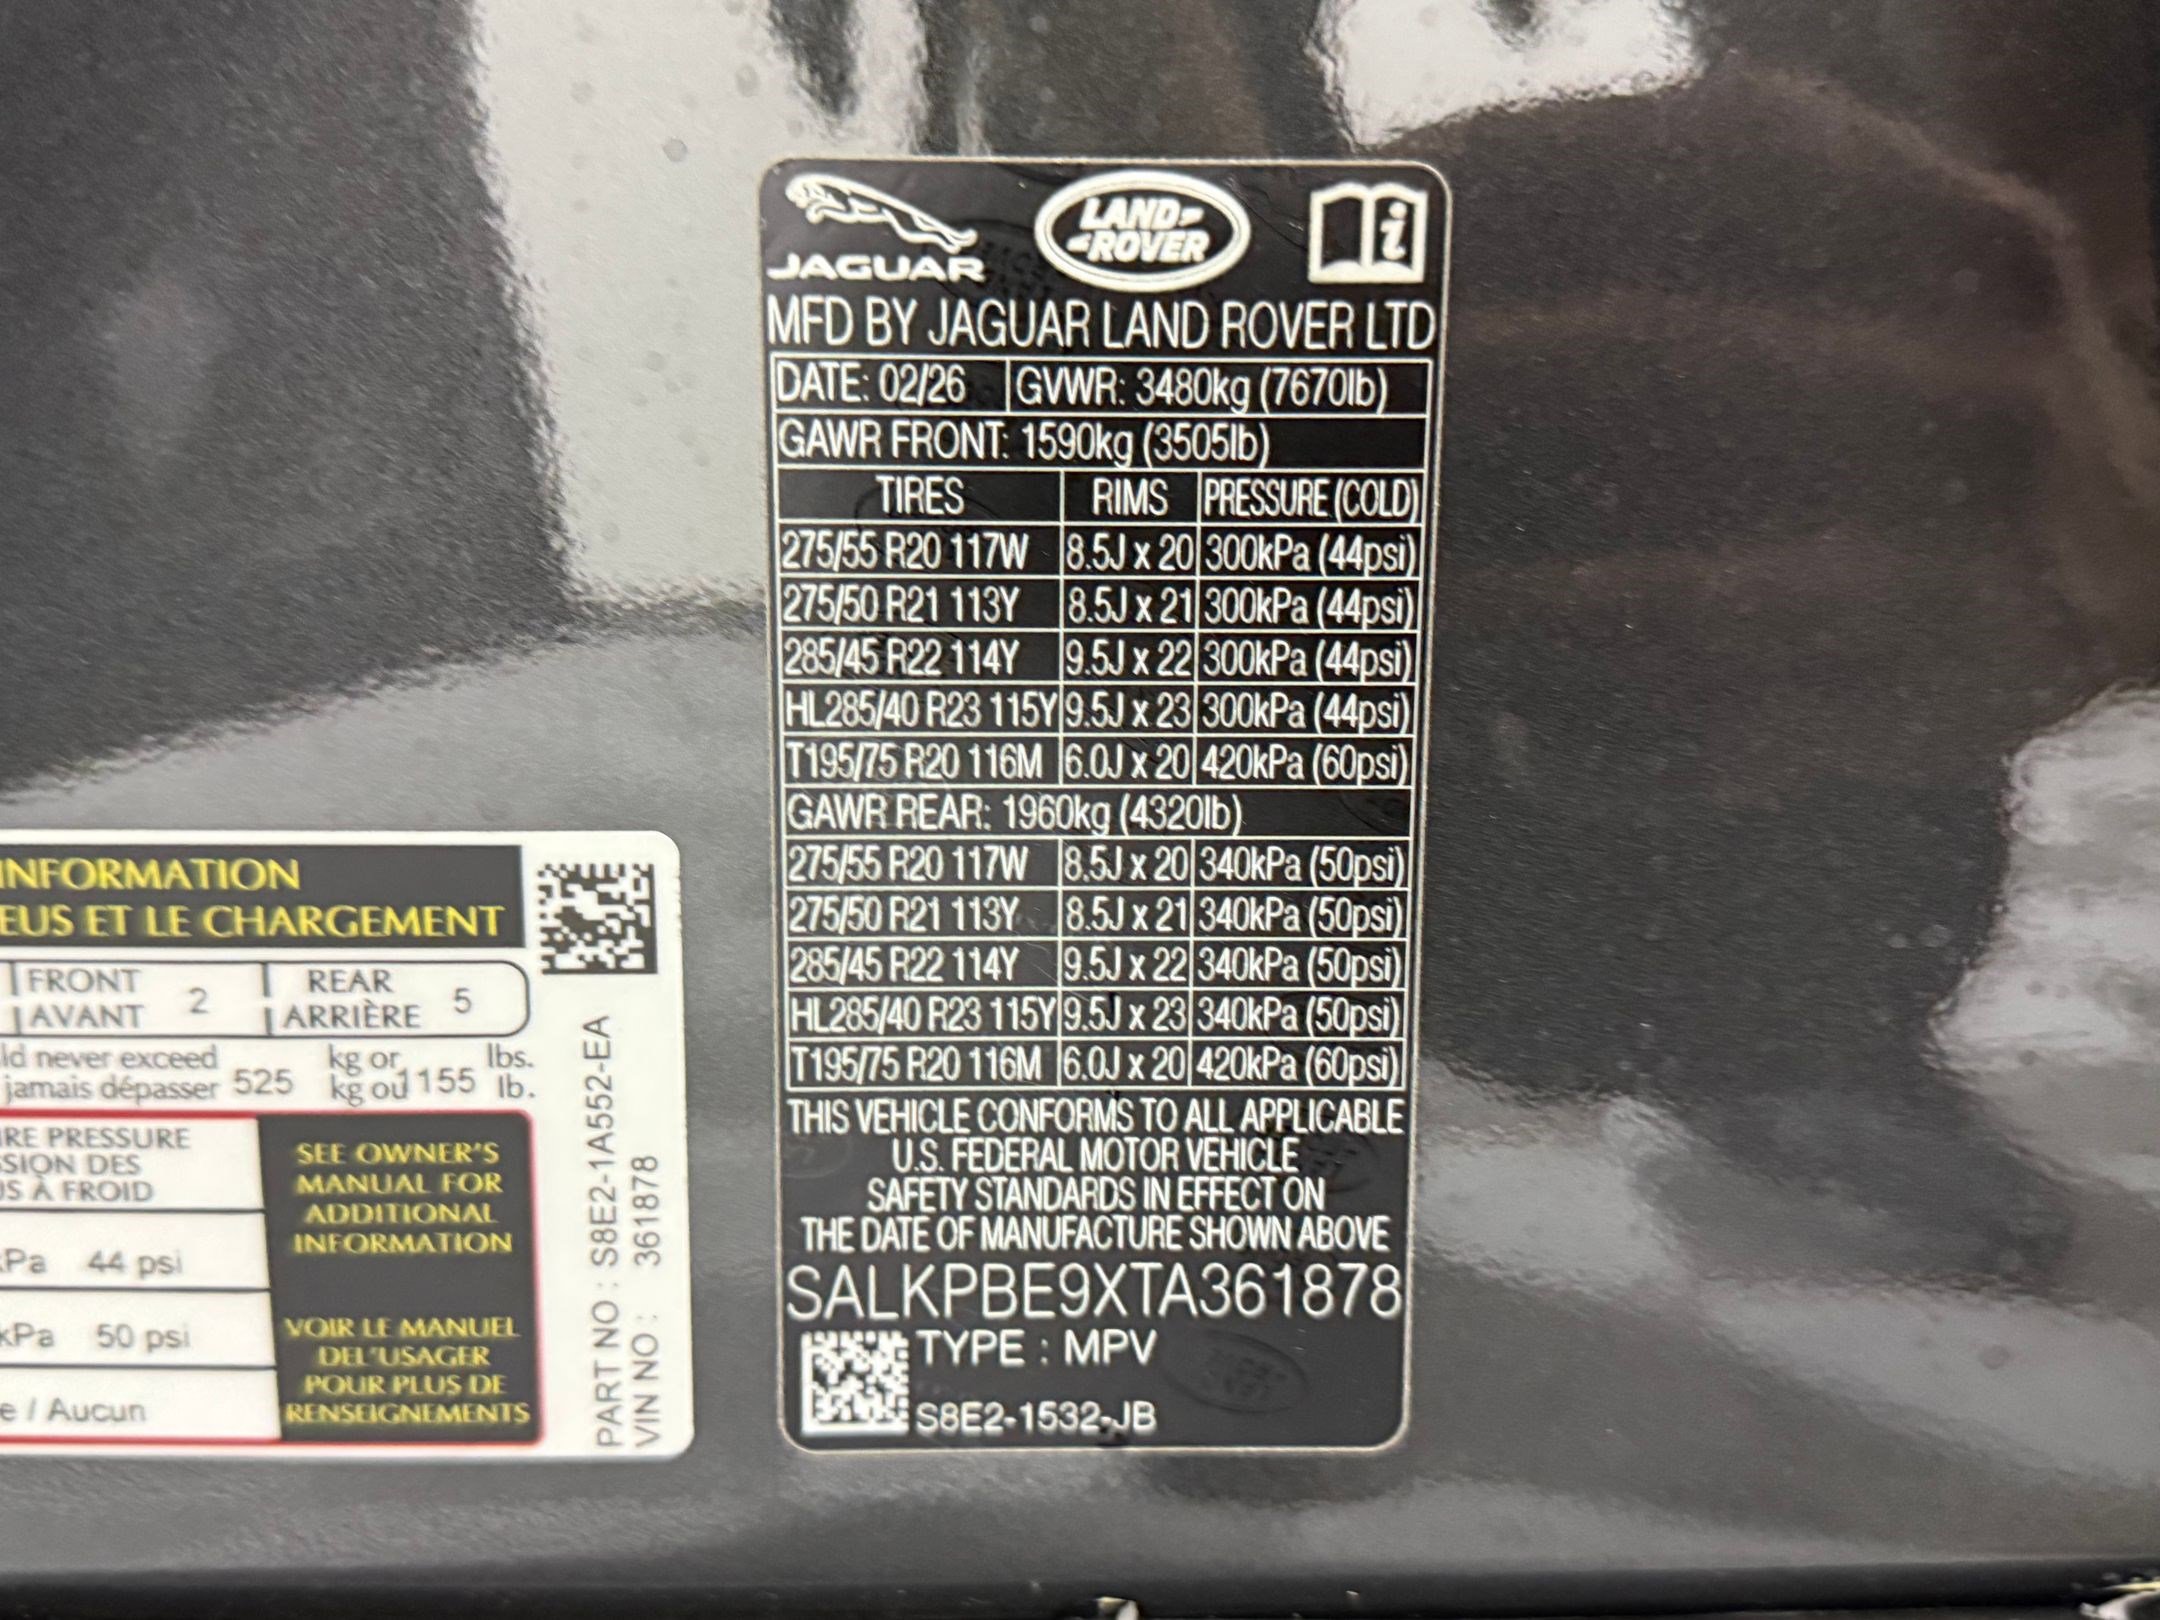 JAGUAR
LAND-
-ROVER
i
MFD BY JAGUAR LAND ROVER LTD
DATE: 02/26 GVWR: 3480kg (7670lb)
GAWR FRONT: 1590kg (3505lb)
TIRES RIMS PRESSURE (COLD)
275/55 R20 117W 8.5J x 20 300kPa (44psi)
275/50 R21 113Y 8.5J x 21 300kPa (44psi)
285/45 R22 114Y 9.5J x 22 300kPa (44psi)
HL285/40 R23 115Y 9.5J x 23 300kPa (44psi)
T195/75 R20 116M 6.0J x 20 420kPa (60psi)
GAWR REAR: 1960kg (4320lb)
275/55 R20 117W 8.5J x 20 340kPa (50psi)
275/50 R21 113Y 8.5J x 21 340kPa (50psi)
285/45 R22 114Y 9.5J x 22 340kPa (50psi)
HL285/40 R23 115Y 9.5J x 23 340kPa (50psi)
T195/75 R20 116M 6.0J x 20 420kPa (60psi)
THIS VEHICLE CONFORMS TO ALL APPLICABLE
U.S. FEDERAL MOTOR VEHICLE
SAFETY STANDARDS IN EFFECT ON
THE DATE OF MANUFACTURE SHOWN ABOVE
SALKPBE9XTA361878
TYPE : MPV
S8E2-1532-JB
INFORMATION
EUS ET LE CHARGEMENT
FRONT 2 REAR 5
AVANT ARRIÈRE
ld never exceed 525 kg or 1155 lbs.
jamais dépasser kg ou lb.
IRE PRESSURE
SSION DES
US À FROID
kPa 44 psi
kPa 50 psi
e / Aucun
SEE OWNER'S
MANUAL FOR
ADDITIONAL
INFORMATION
VOIR LE MANUEL
DEL'USAGER
POUR PLUS DE
RENSEIGNEMENTS
PART NO : S8E2-1A552-EA
VIN NO : 361878